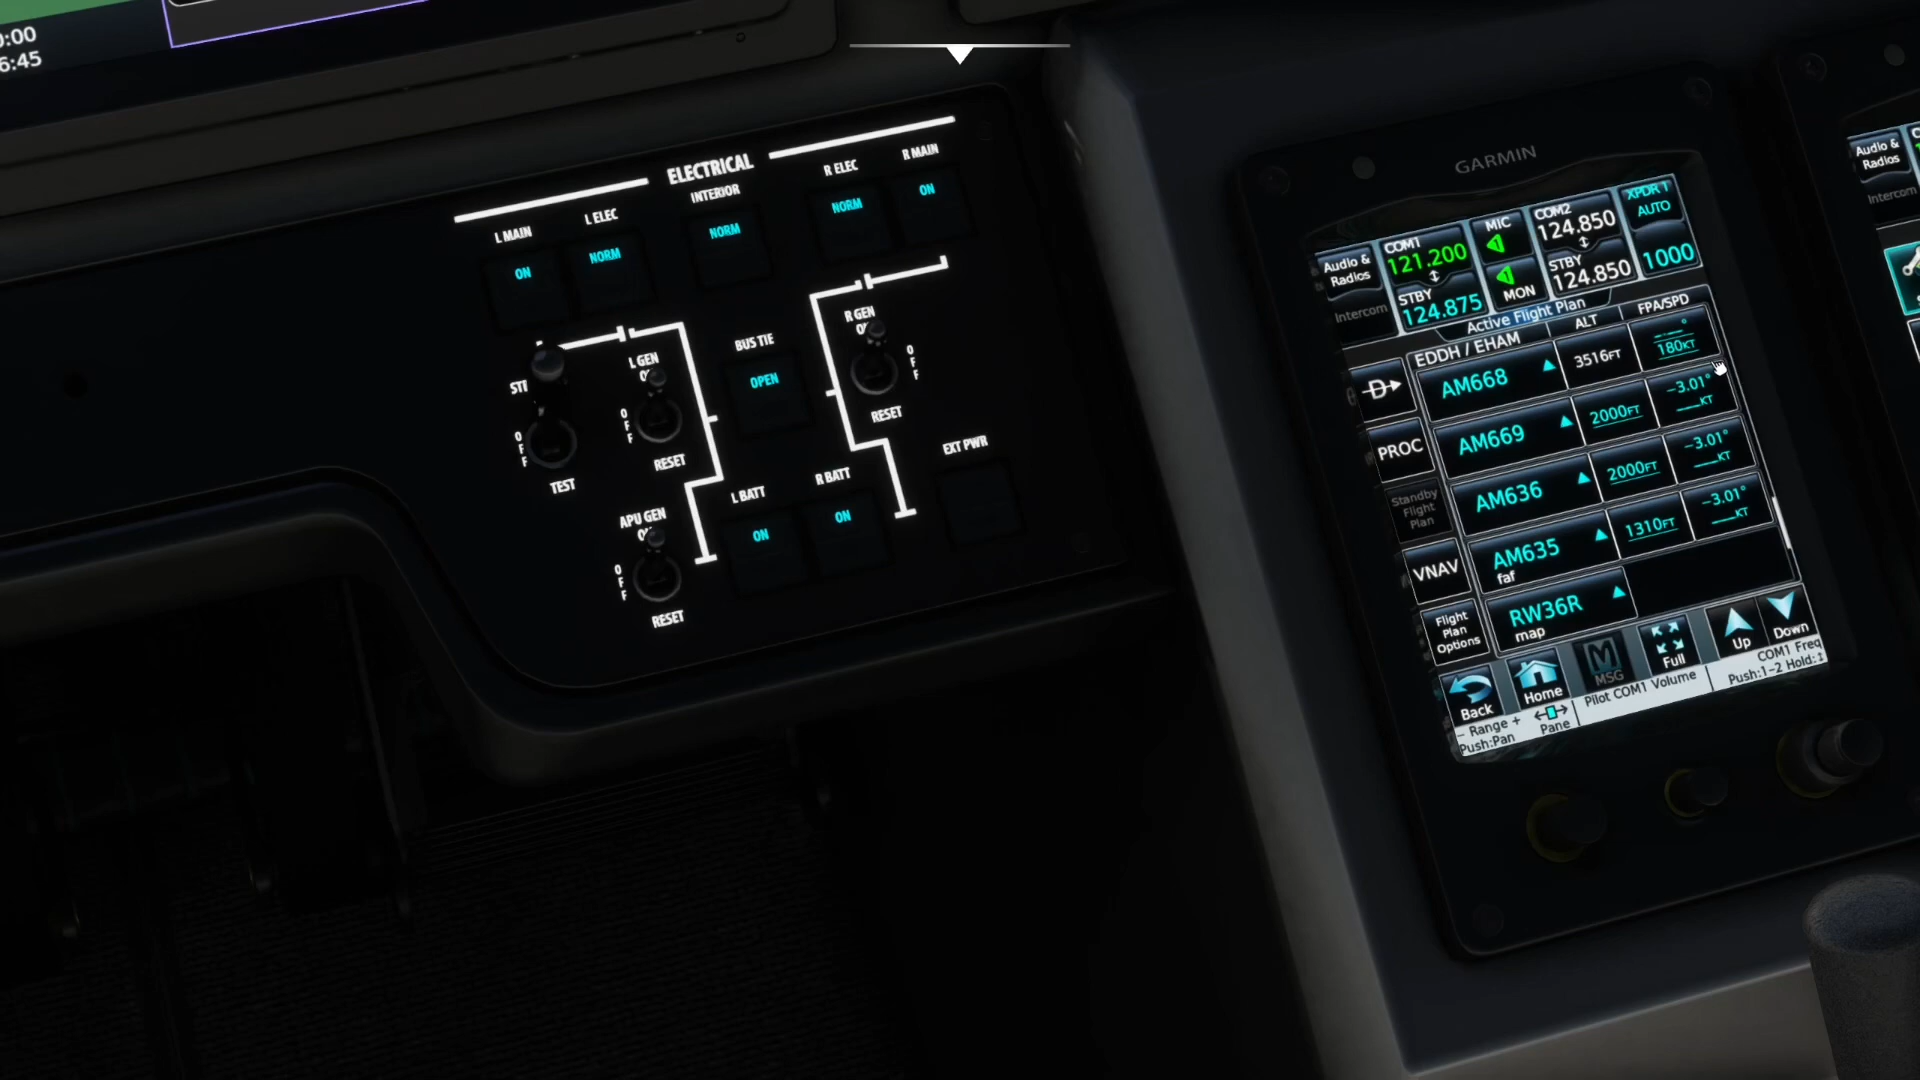 :00
6:45
ELECTRICAL
L MAIN
L ELEC
INTERIOR
R ELEC
R MAIN
ON
NORM
NORM
NORM
ON
L GEN
BUS TIE
R GEN
OFF
OPEN
RESET
OFF
OFF
RESET
TEST
L BATT
R BATT
EXT PWR
APU GEN
ON
ON
OFF
RESET
GARMIN
Audio & Radios
Intercom
COM1
121.200
STBY
124.875
MIC
MON
COM2
124.850
STBY
124.850
XPDR 1
AUTO
1000
Active Flight Plan
EDDH / EHAM
ALT
FPA/SPD
AM668
3516FT
180KT
AM669
2000FT
-3.01°
KT
AM636
2000FT
-3.01°
KT
AM635
faf
1310FT
-3.01°
KT
RW36R
map
PROC
Standby Flight Plan
VNAV
Flight Plan Options
Back
Home
MSG
Full
Up
Down
- Range +
Push:Pan
Pane
Pilot COM1 Volume
COM1 Freq
Push:1-2 Hold:↕
Audio & Radios
Intercom